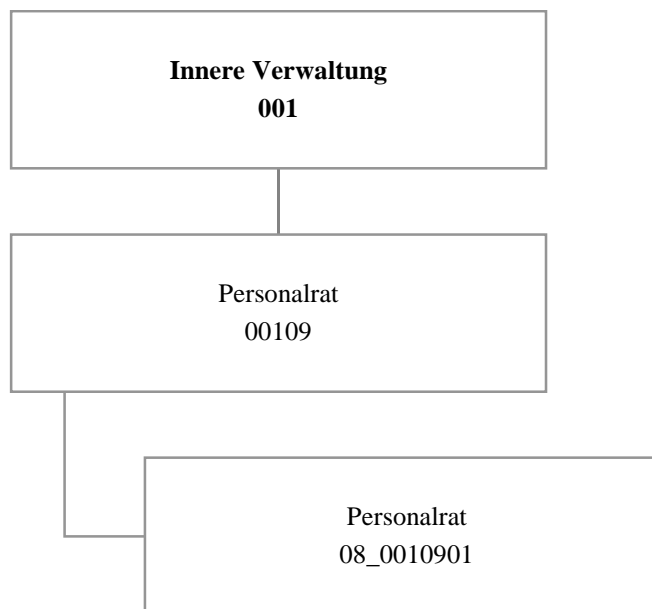 Innere Verwaltung
001
Personalrat
00109
Personalrat
08_0010901